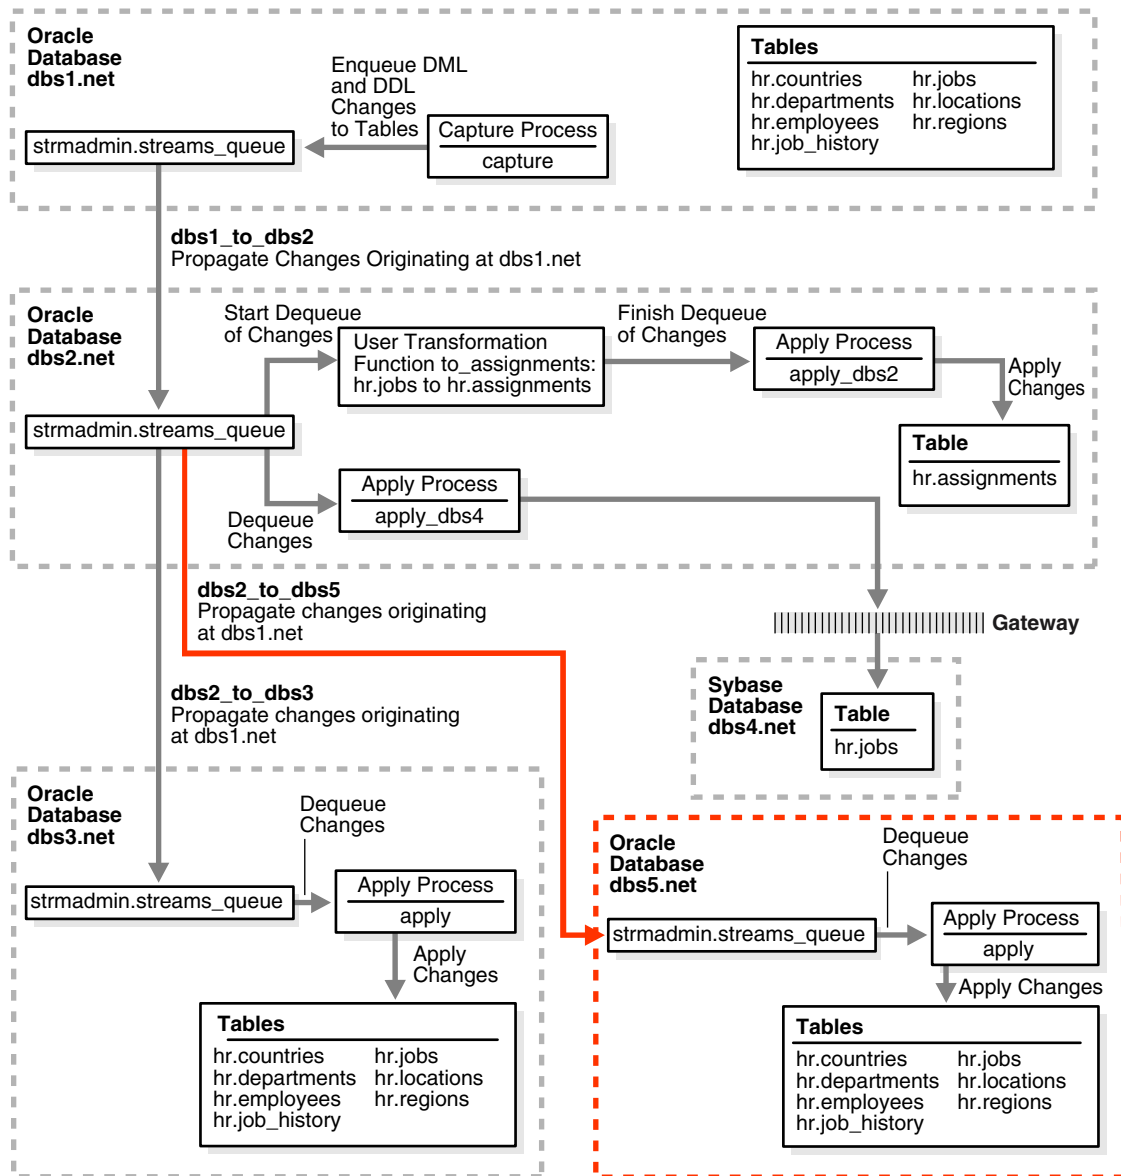 Oracle
Database
dbs1.net
Enqueue DML
and DDL
Changes
to Tables
strmadmin.streams_queue
Capture Process
capture
Tables
hr.countries hr.jobs
hr.departments hr.locations
hr.employees hr.regions
hr.job_history
dbs1_to_dbs2
Propagate Changes Originating at dbs1.net
Oracle
Database
dbs2.net
Start Dequeue
of Changes
User Transformation
Function to_assignments:
hr.jobs to hr.assignments
Finish Dequeue
of Changes
Apply Process
apply_dbs2
Apply
Changes
strmadmin.streams_queue
Table
hr.assignments
Dequeue
Changes
Apply Process
apply_dbs4
dbs2_to_dbs5
Propagate changes originating
at dbs1.net
Gateway
dbs2_to_dbs3
Propagate changes originating
at dbs1.net
Sybase
Database
dbs4.net
Table
hr.jobs
Oracle
Database
dbs3.net
Dequeue
Changes
strmadmin.streams_queue
Apply Process
apply
Apply
Changes
Tables
hr.countries hr.jobs
hr.departments hr.locations
hr.employees hr.regions
hr.job_history
Oracle
Database
dbs5.net
Dequeue
Changes
strmadmin.streams_queue
Apply Process
apply
Apply Changes
Tables
hr.countries hr.jobs
hr.departments hr.locations
hr.employees hr.regions
hr.job_history